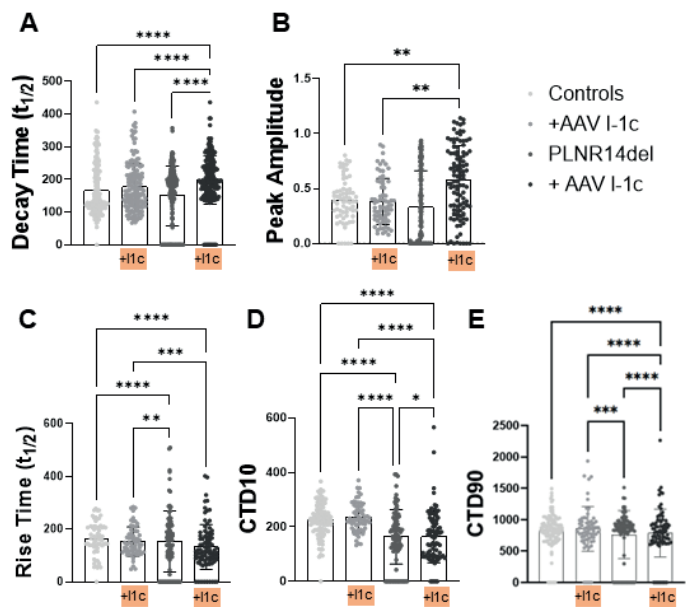 A
****
****
****
Decay Time (t1/2)
500
400
300
200
100
0
+I1c
+I1c
B
**
**
Peak Amplitude
1.5
1.0
0.5
0.0
+I1c
+I1c
Controls
+AAV I-1c
PLNR14del
+ AAV I-1c
C
****
***
****
**
Rise Time (t1/2)
600
400
200
0
+I1c
+I1c
D
****
****
****
****
*
CTD10
600
400
200
0
+I1c
+I1c
E
****
****
****
***
CTD90
2500
2000
1500
1000
500
0
+I1c
+I1c